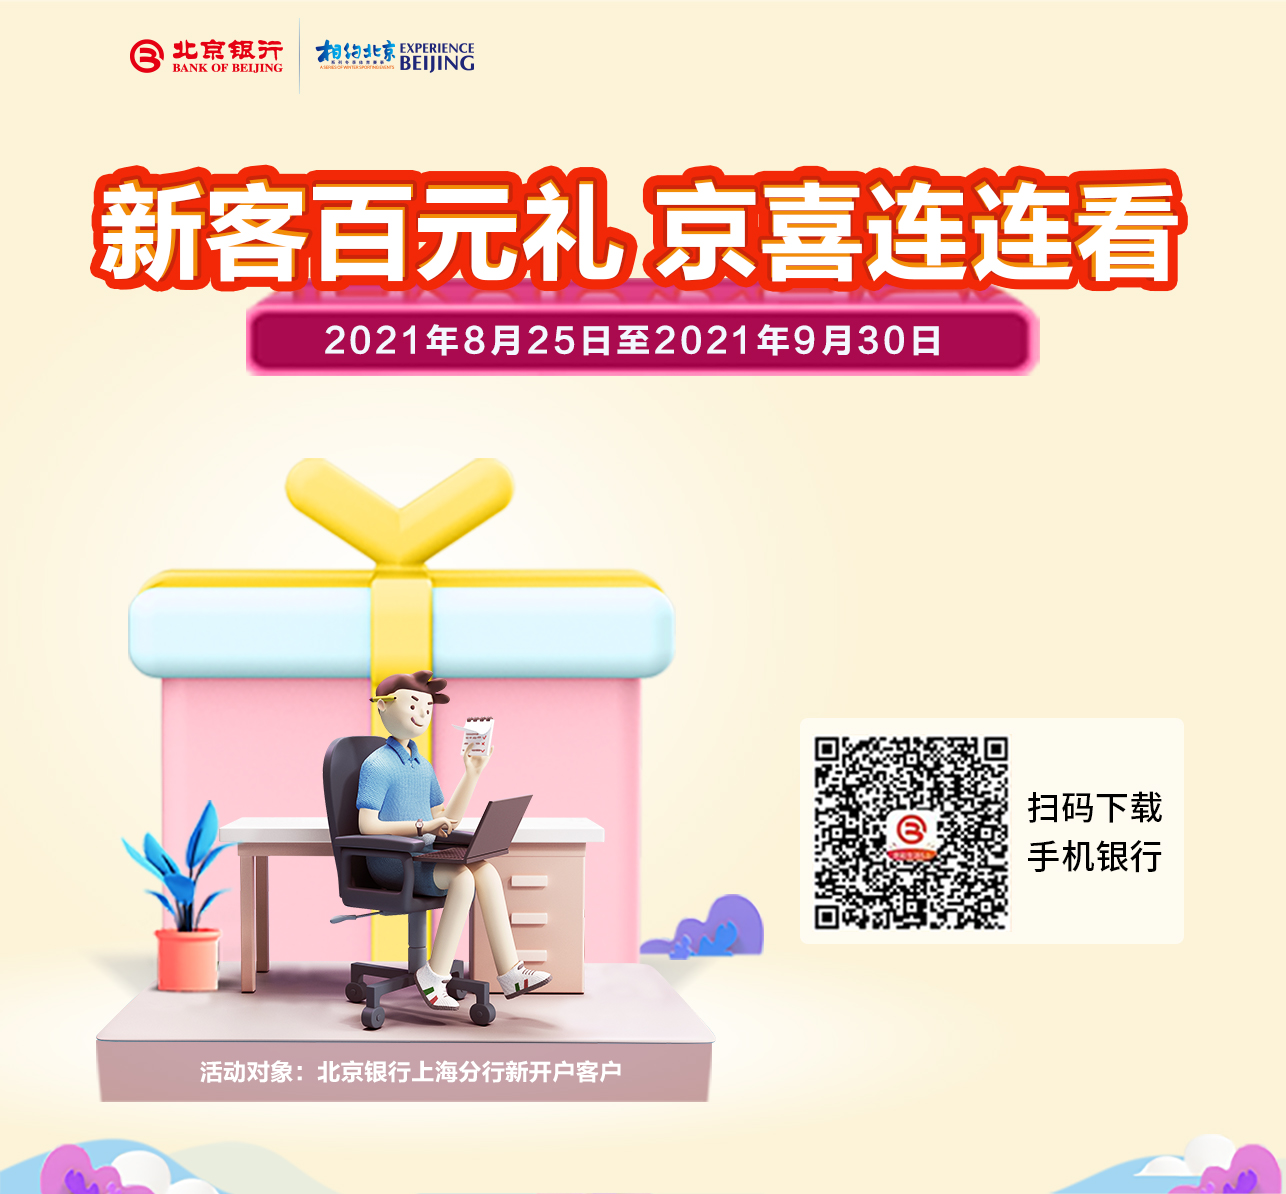 北京银行
BANK OF BEIJING
相约北京
EXPERIENCE
BEIJING
新客百元礼 京喜连连看
2021年8月25日至2021年9月30日
扫码下载
手机银行
活动对象：北京银行上海分行新开户客户